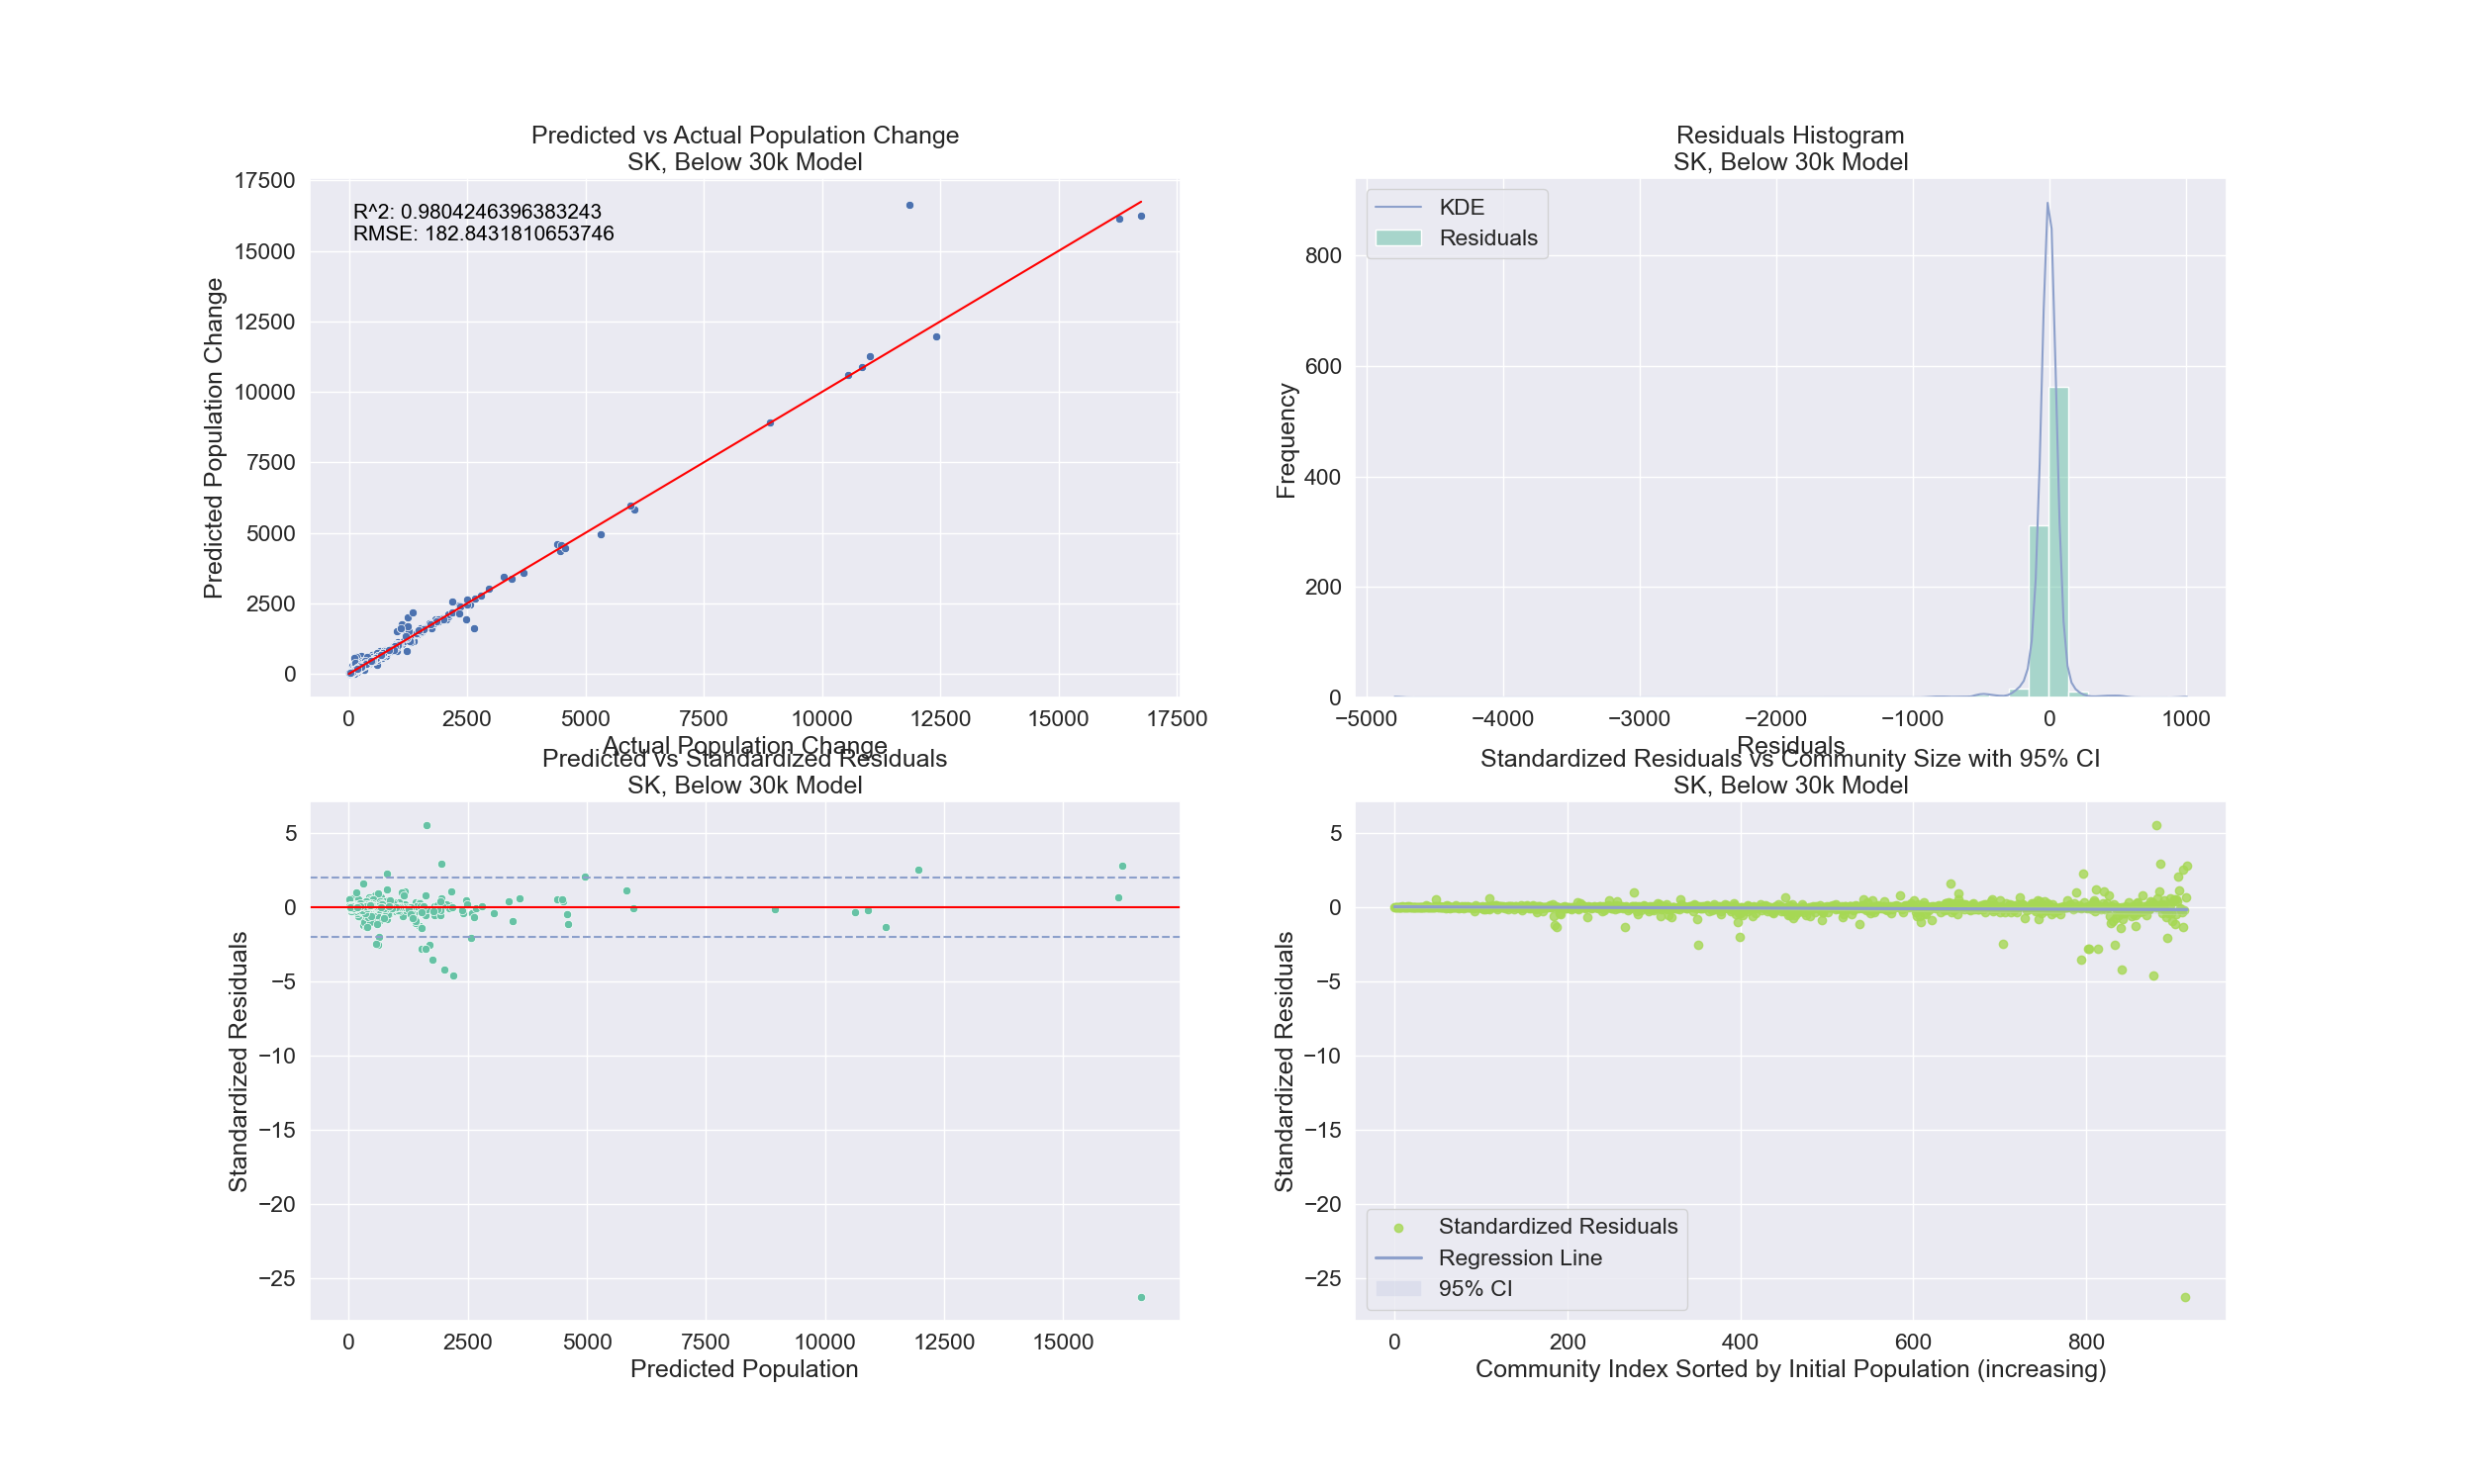 Predicted vs Actual Population Change
SK, Below 30k Model
R^2: 0.9804246396383243
RMSE: 182.8431810653746
Predicted Population Change
17500
15000
12500
10000
7500
5000
2500
0
0 2500 5000 7500 10000 12500 15000 17500
Actual Population Change
Residuals Histogram
SK, Below 30k Model
KDE
Residuals
Frequency
800
600
400
200
0
−5000 −4000 −3000 −2000 −1000 0 1000
Residuals
Predicted vs Standardized Residuals
SK, Below 30k Model
Standardized Residuals
5
0
−5
−10
−15
−20
−25
0 2500 5000 7500 10000 12500 15000
Predicted Population
Standardized Residuals vs Community Size with 95% CI
SK, Below 30k Model
Standardized Residuals
5
0
−5
−10
−15
−20
−25
Standardized Residuals
Regression Line
95% CI
0 200 400 600 800
Community Index Sorted by Initial Population (increasing)